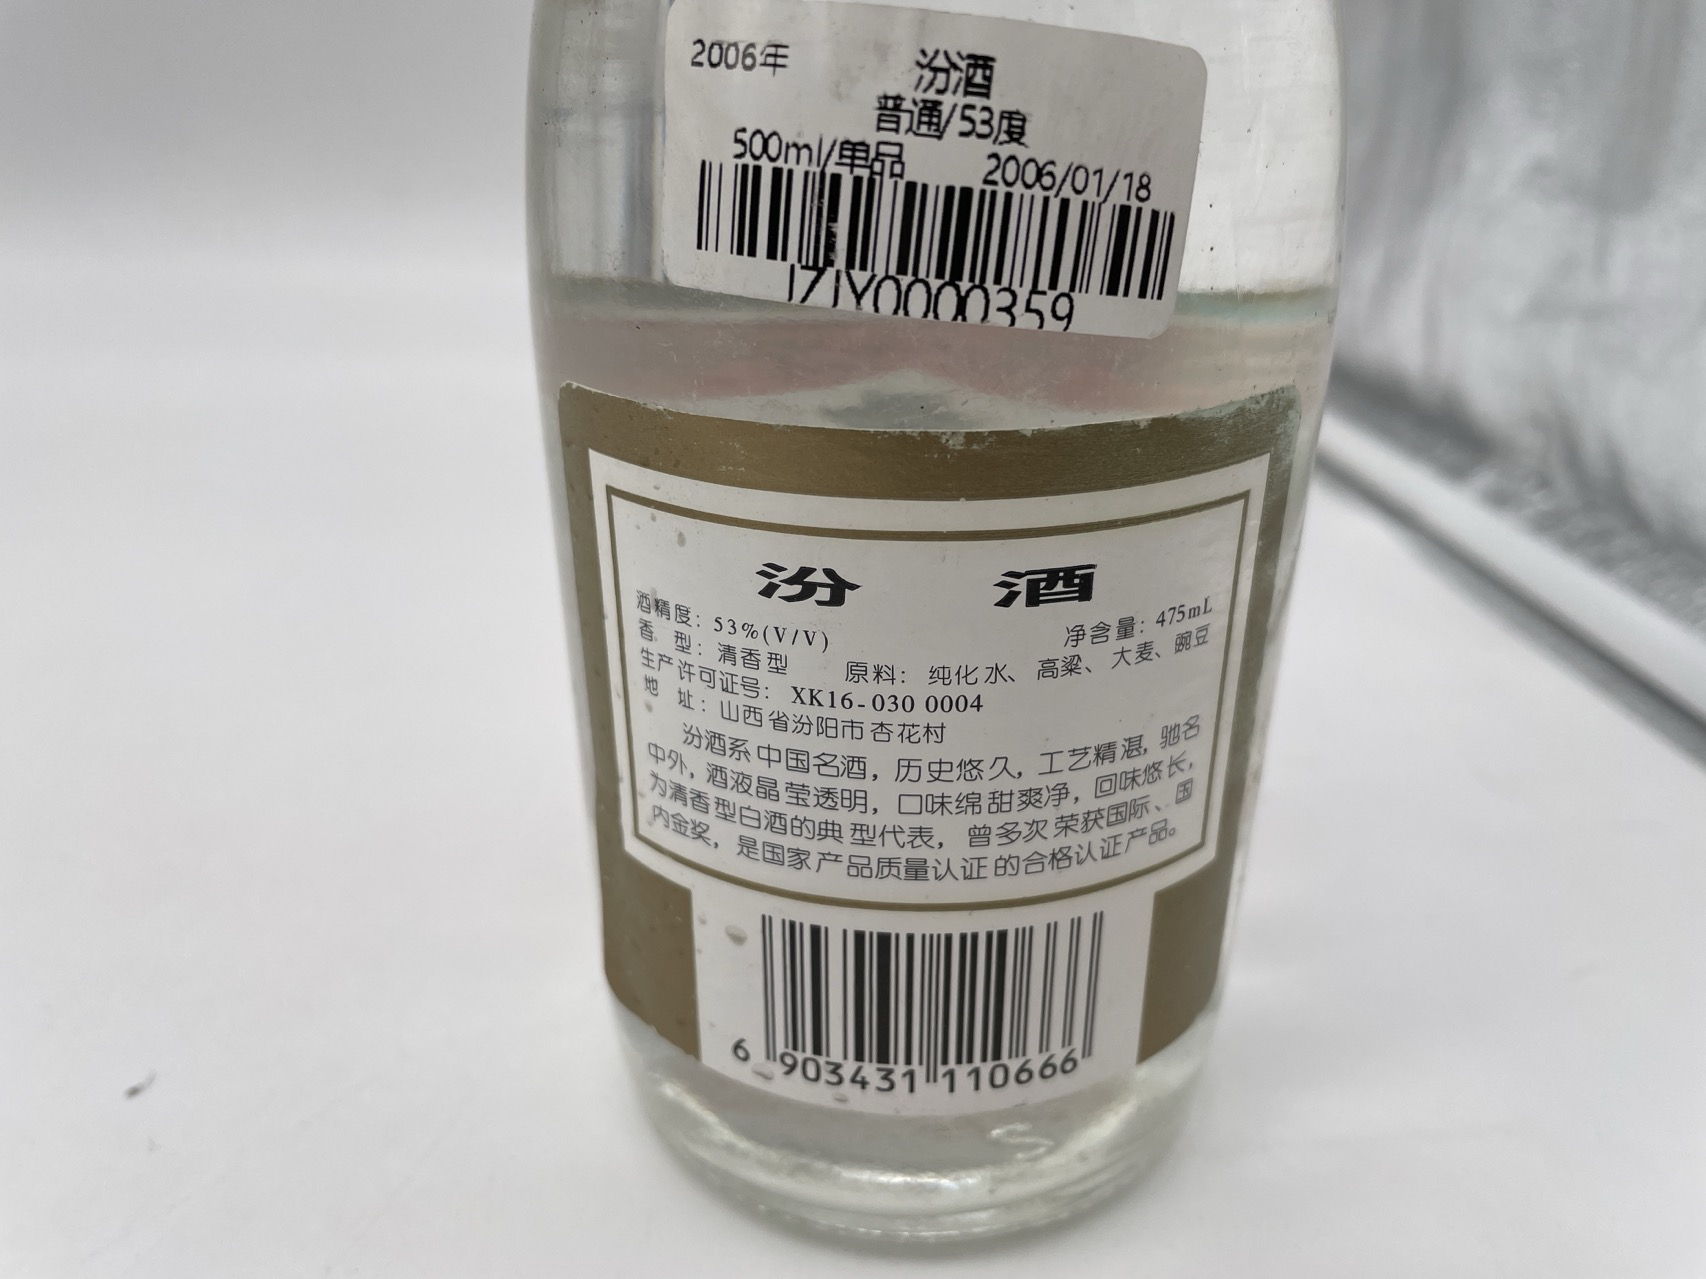 2006年 汾酒
普通/53度
500ml/单品 2006/01/18
JZJY0000359
汾 酒
酒精度：53%(V/V) 净含量：475mL
香 型：清香型 原料：纯化水、高粱、大麦、豌豆
生产许可证号：XK16-030 0004
地 址：山西省汾阳市杏花村
汾酒系中国名酒，历史悠久，工艺精湛，驰名
中外，酒液晶莹透明，口味绵甜爽净，回味悠长，
为清香型白酒的典型代表，曾多次荣获国际、国
内金奖，是国家产品质量认证的合格认证产品。
6 903431 110666